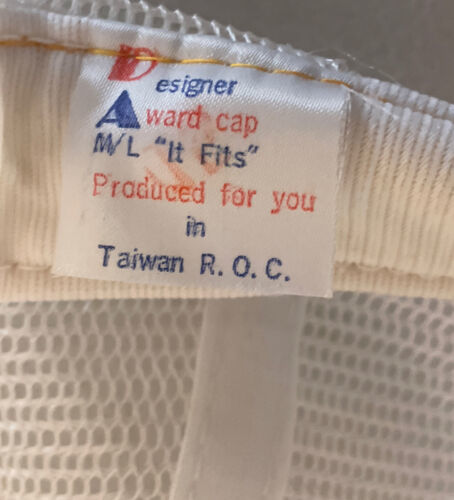 Designer
Award cap
M/L "It Fits"
Produced for you
in
Taiwan R.O.C.